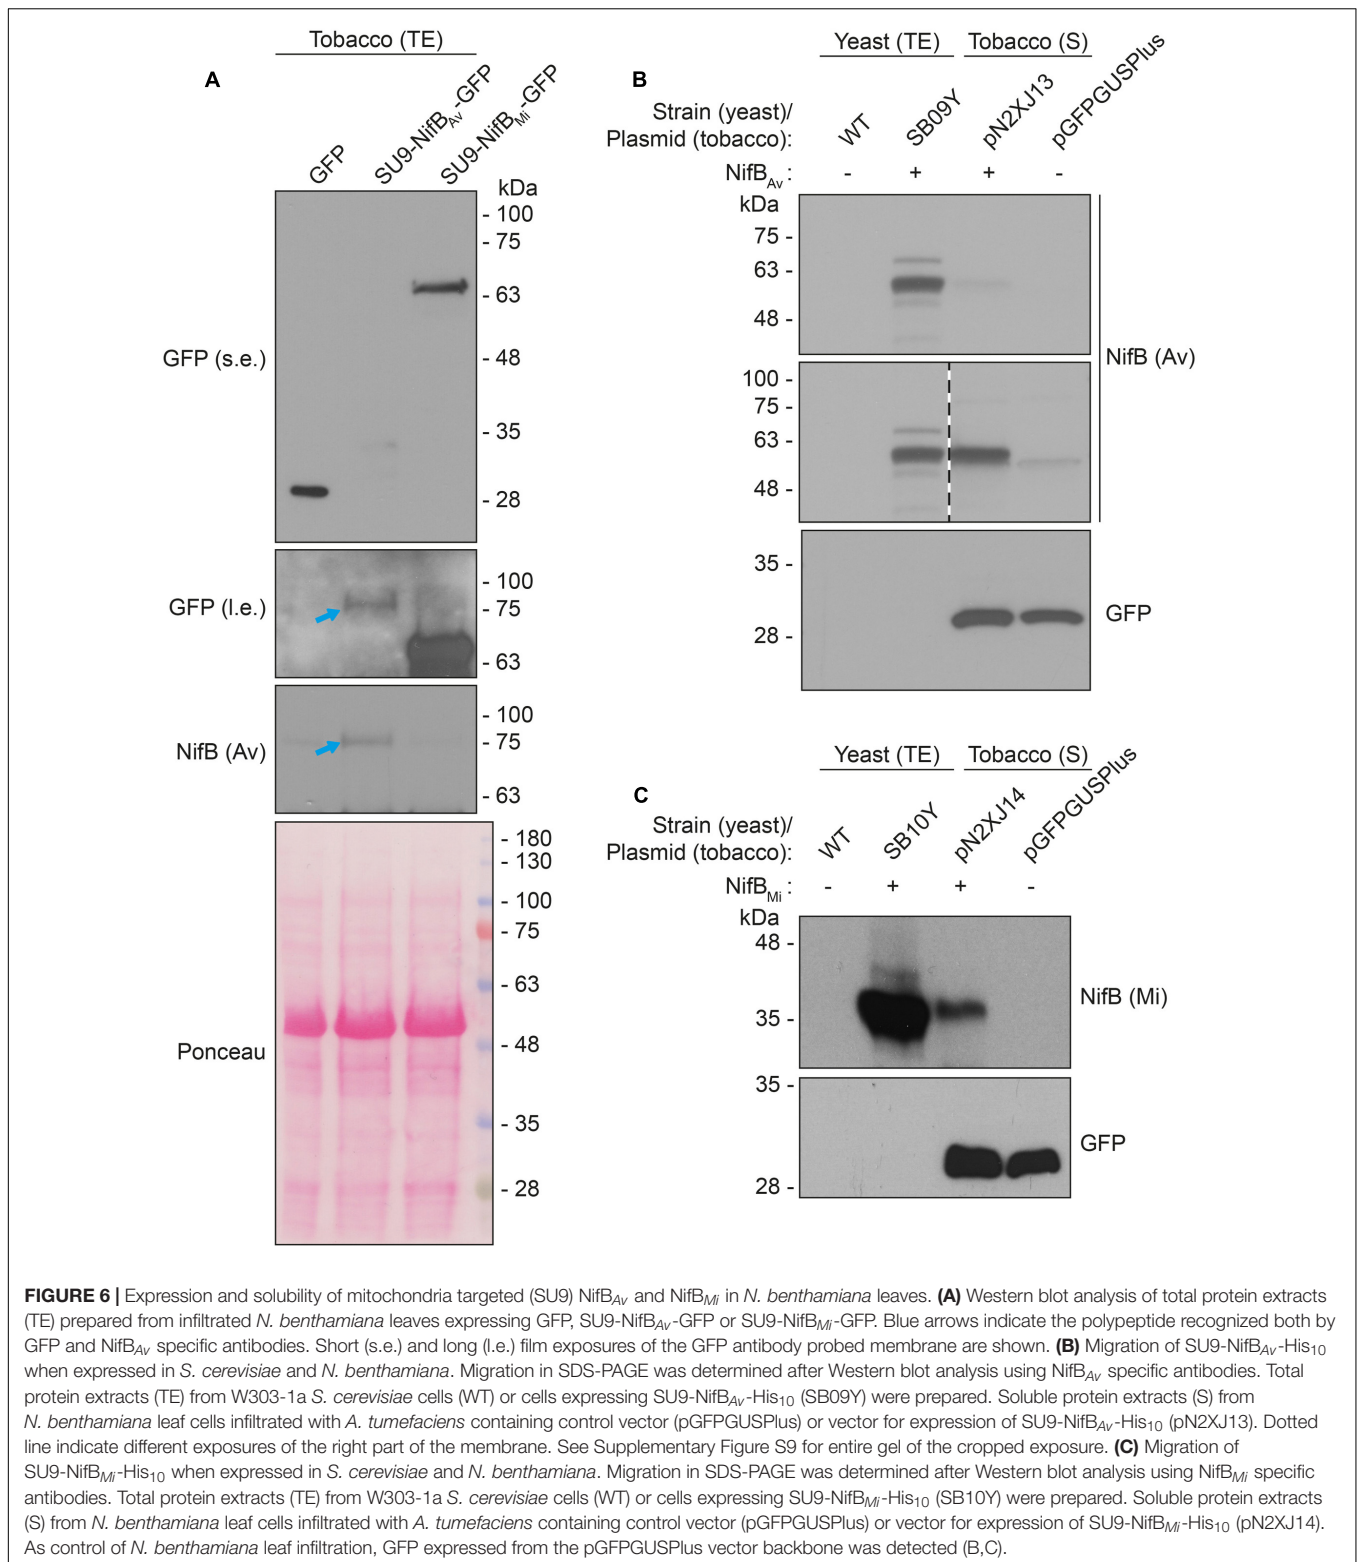 Tobacco (TE)
A
GFP
SU9-NifBAv-GFP
SU9-NifBMi-GFP
kDa
- 100
- 75
- 63
- 48
- 35
- 28
GFP (s.e.)
- 100
- 75
- 63
GFP (l.e.)
- 100
- 75
- 63
NifB (Av)
- 180
- 130
- 100
- 75
- 63
- 48
- 35
- 28
Ponceau
B
Yeast (TE) Tobacco (S)
Strain (yeast)/
Plasmid (tobacco):
WT
SB09Y
pN2XJ13
pGFPGUSPlus
NifBAv : - + + -
kDa
75 -
63 -
48 -
100 -
75 -
63 -
48 -
NifB (Av)
35 -
28 -
GFP
C
Yeast (TE) Tobacco (S)
Strain (yeast)/
Plasmid (tobacco):
WT
SB10Y
pN2XJ14
pGFPGUSPlus
NifBMi : - + + -
kDa
48 -
35 -
NifB (Mi)
35 -
28 -
GFP
FIGURE 6 | Expression and solubility of mitochondria targeted (SU9) NifBAv and NifBMi in N. benthamiana leaves. (A) Western blot analysis of total protein extracts
(TE) prepared from infiltrated N. benthamiana leaves expressing GFP, SU9-NifBAv-GFP or SU9-NifBMi-GFP. Blue arrows indicate the polypeptide recognized both by
GFP and NifBAv specific antibodies. Short (s.e.) and long (l.e.) film exposures of the GFP antibody probed membrane are shown. (B) Migration of SU9-NifBAv-His10
when expressed in S. cerevisiae and N. benthamiana. Migration in SDS-PAGE was determined after Western blot analysis using NifBAv specific antibodies. Total
protein extracts (TE) from W303-1a S. cerevisiae cells (WT) or cells expressing SU9-NifBAv-His10 (SB09Y) were prepared. Soluble protein extracts (S) from
N. benthamiana leaf cells infiltrated with A. tumefaciens containing control vector (pGFPGUSPlus) or vector for expression of SU9-NifBAv-His10 (pN2XJ13). Dotted
line indicate different exposures of the right part of the membrane. See Supplementary Figure S9 for entire gel of the cropped exposure. (C) Migration of
SU9-NifBMi-His10 when expressed in S. cerevisiae and N. benthamiana. Migration in SDS-PAGE was determined after Western blot analysis using NifBMi specific
antibodies. Total protein extracts (TE) from W303-1a S. cerevisiae cells (WT) or cells expressing SU9-NifBMi-His10 (SB10Y) were prepared. Soluble protein extracts
(S) from N. benthamiana leaf cells infiltrated with A. tumefaciens containing control vector (pGFPGUSPlus) or vector for expression of SU9-NifBMi-His10 (pN2XJ14).
As control of N. benthamiana leaf infiltration, GFP expressed from the pGFPGUSPlus vector backbone was detected (B,C).